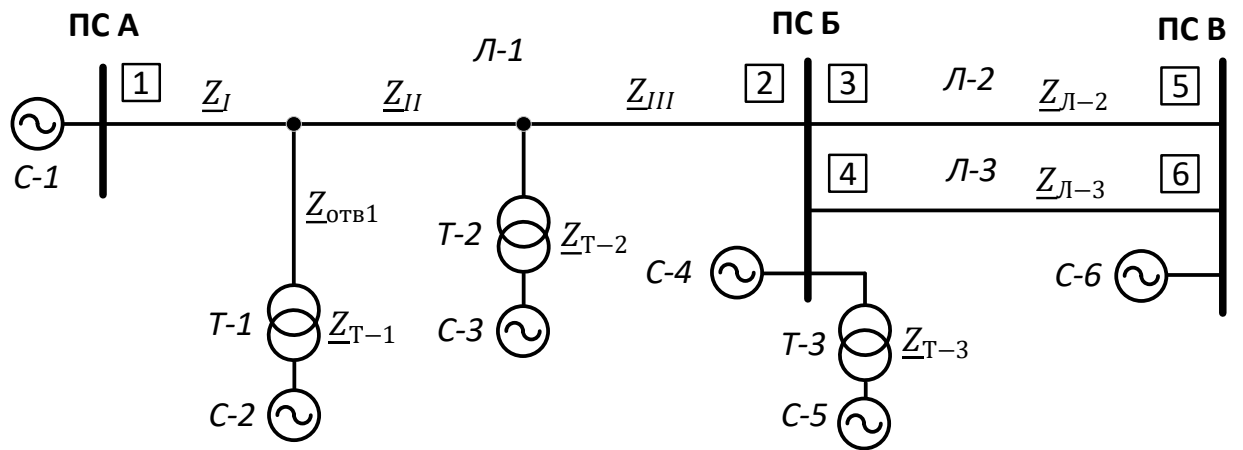 ПС А
Л-1
ПС Б
ПС В
1
Z_I
Z_II
Z_III
2
3
Л-2
Z_Л−2
5
С-1
4
Л-3
Z_Л−3
6
Z_отв1
Т-2
Z_Т−2
С-4
С-6
Т-1
Z_Т−1
С-3
Т-3
Z_Т−3
С-2
С-5